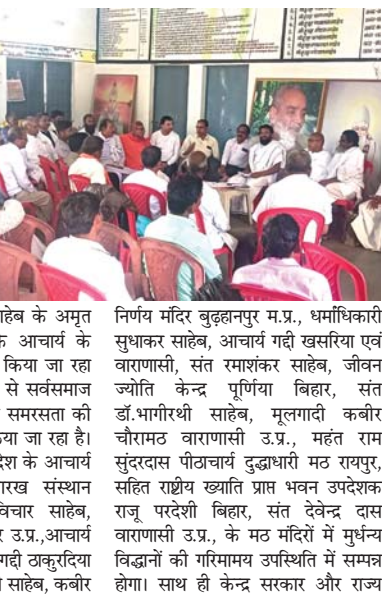 ाहेब के अमृत
के आचार्य के
किया जा रहा
से सर्वसमाज
समरसता की
या जा रहा है।
देश के आचार्य
ारख संस्थान
विचार साहेब,
र उ.प्र.,आचार्य
गद्दी ठाकुरदिया
साहेब, कबीर
निर्णय मंदिर बुढ़हानपुर म.प्र., धर्मांधिकारी
सुधाकर साहेब, आचार्य गद्दी खसरिया एवं
वाराणसी, संत रमाशंकर साहेब, जीवन
ज्योति केन्द्र पूर्णिया बिहार, संत
डॉ.भागीरथी साहेब, मूलगादी कबीर
चौरामठ वाराणसी उ.प्र., महंत राम
सुंदरदास पीठाचार्य दुद्धाधारी मठ रायपुर,
सहित राष्ट्रीय ख्याति प्राप्त भवन उपदेशक
राजू परदेशी बिहार, संत देवेन्द्र दास
वाराणसी उ.प्र., के मठ मंदिरों में मुर्धन्य
विद्धानों की गरिमामय उपस्थिति में सम्पन्न
होगा। साथ ही केन्द्र सरकार और राज्य